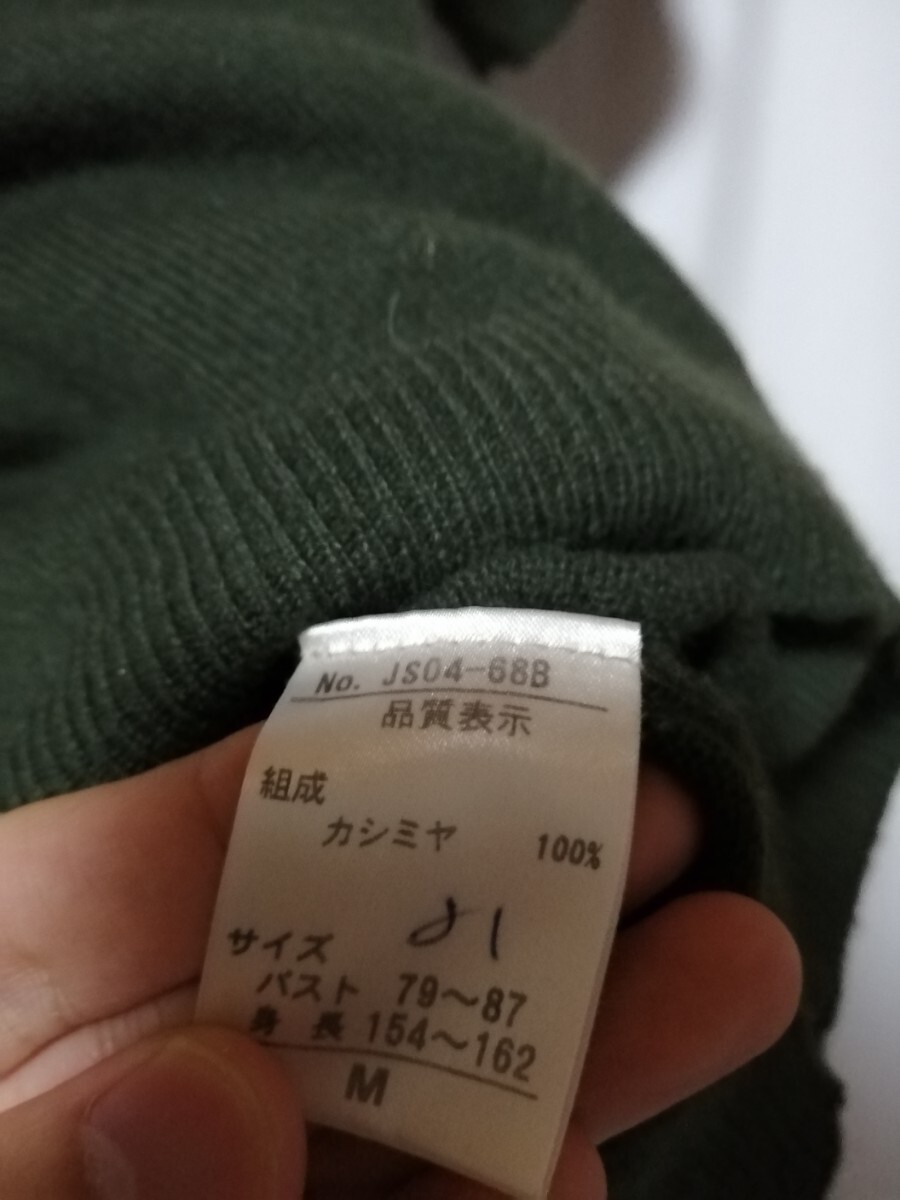 No. JS04-68B
品質表示
組成
カシミヤ 100%
サイズ
バスト 79～87
身長 154～162
M